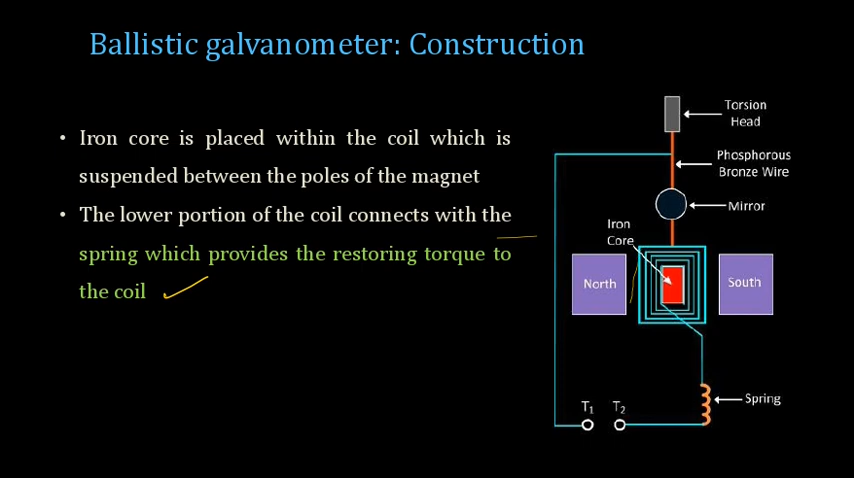 Ballistic galvanometer: Construction
• Iron core is placed within the coil which is
suspended between the poles of the magnet
• The lower portion of the coil connects with the
spring which provides the restoring torque to
the coil
Torsion
Head
Phosphorous
Bronze Wire
Mirror
Iron
Core
North
South
Spring
T₁
T₂